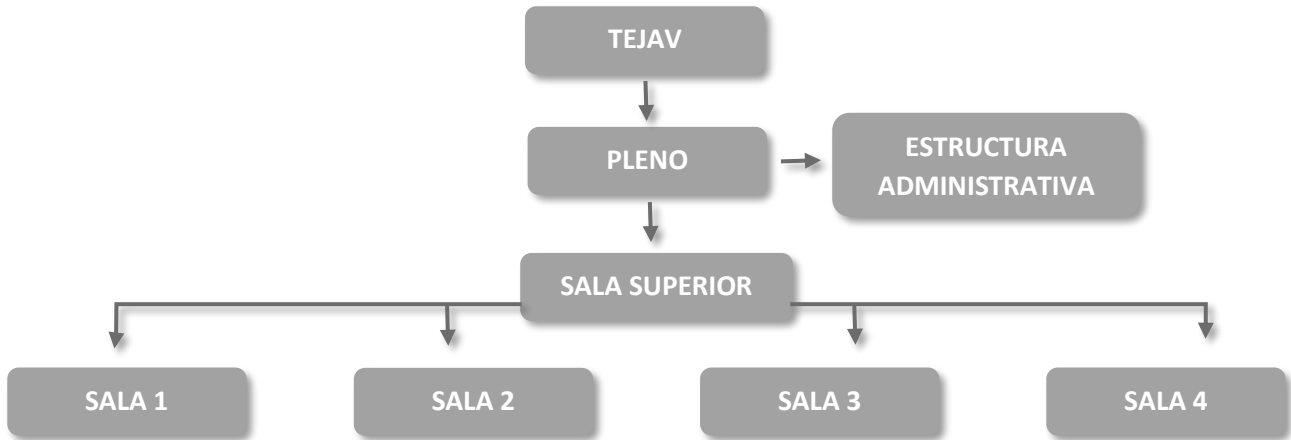 TEJAV
PLENO
ESTRUCTURA
ADMINISTRATIVA
SALA SUPERIOR
SALA 1
SALA 2
SALA 3
SALA 4